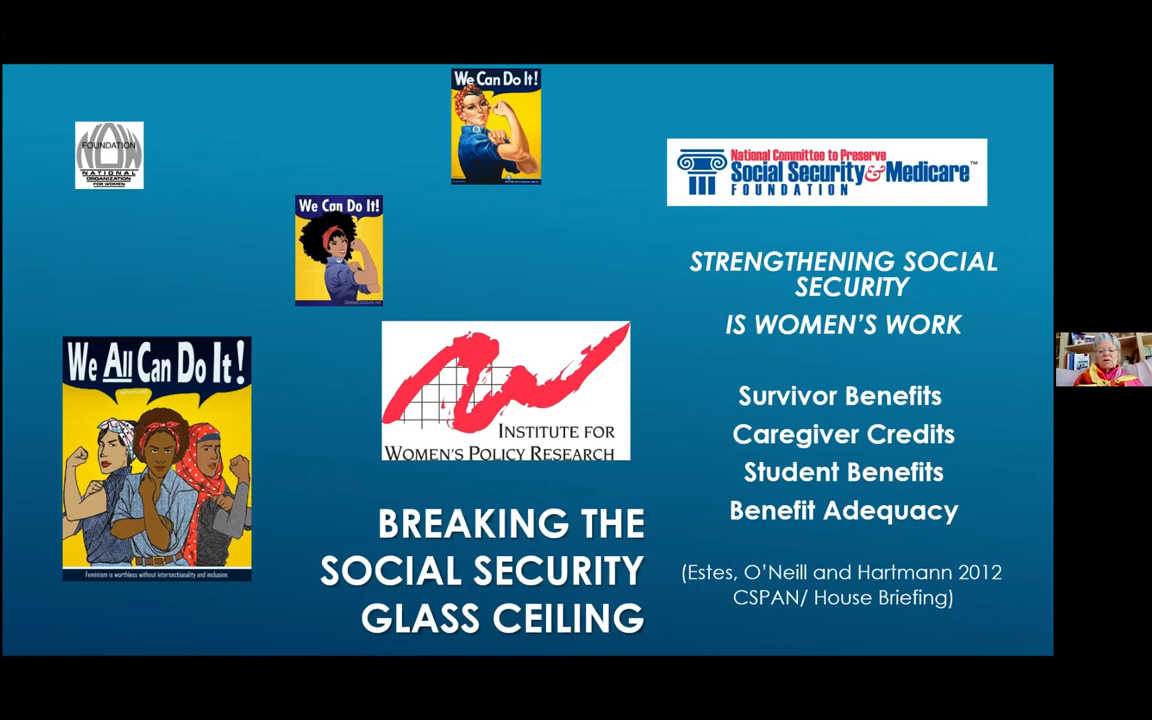 We Can Do It!
FOUNDATION
NOW
NATIONAL
ORGANIZATION
FOR WOMEN
National Committee to Preserve
Social Security & Medicare™
FOUNDATION
We Can Do It!
STRENGTHENING SOCIAL
SECURITY
IS WOMEN'S WORK
We All Can Do It!
INSTITUTE FOR
WOMEN'S POLICY RESEARCH
Survivor Benefits
Caregiver Credits
Student Benefits
Benefit Adequacy
BREAKING THE
SOCIAL SECURITY
GLASS CEILING
Feminism is worthless without intersectionality and inclusion.
(Estes, O'Neill and Hartmann 2012
CSPAN/ House Briefing)